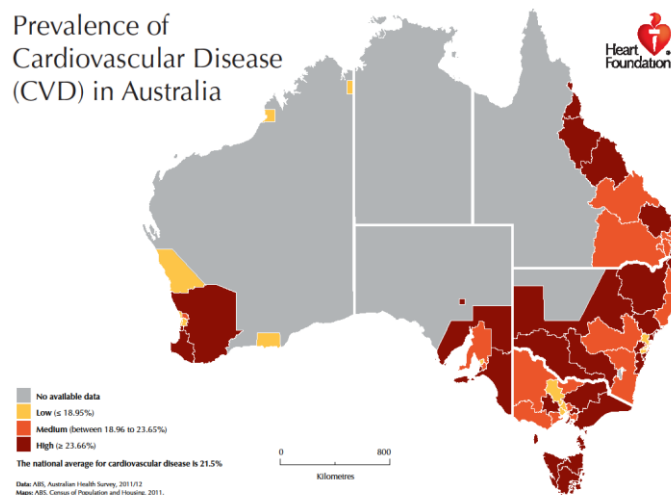 Prevalence of
Cardiovascular Disease
(CVD) in Australia
Heart
Foundation
No available data
Low (≤ 18.95%)
Medium (between 18.96 to 23.65%)
High (≥ 23.66%)
The national average for cardiovascular disease is 21.5%
0 800
Kilometres
Data: ABS, Australian Health Survey, 2011/12
Maps: ABS, Census of Population and Housing, 2011.